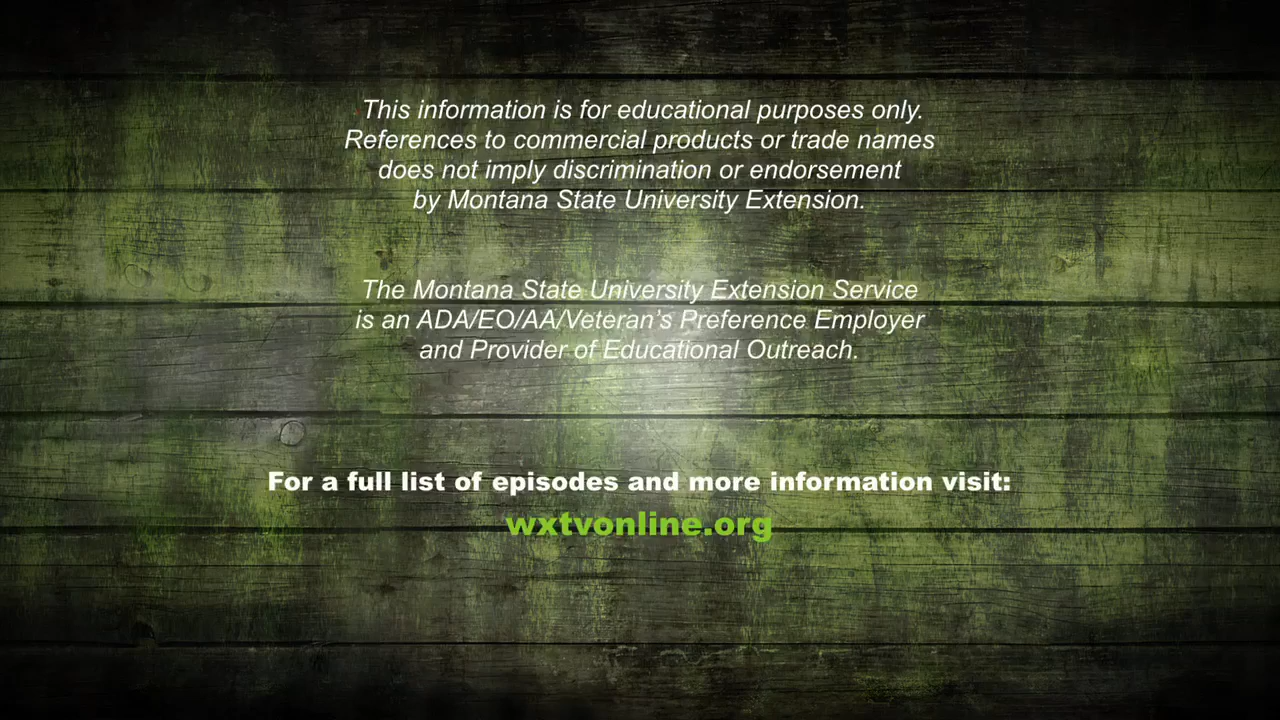 This information is for educational purposes only.
References to commercial products or trade names
does not imply discrimination or endorsement
by Montana State University Extension.
The Montana State University Extension Service
is an ADA/EO/AA/Veteran's Preference Employer
and Provider of Educational Outreach.
For a full list of episodes and more information visit:
wxtvonline.org